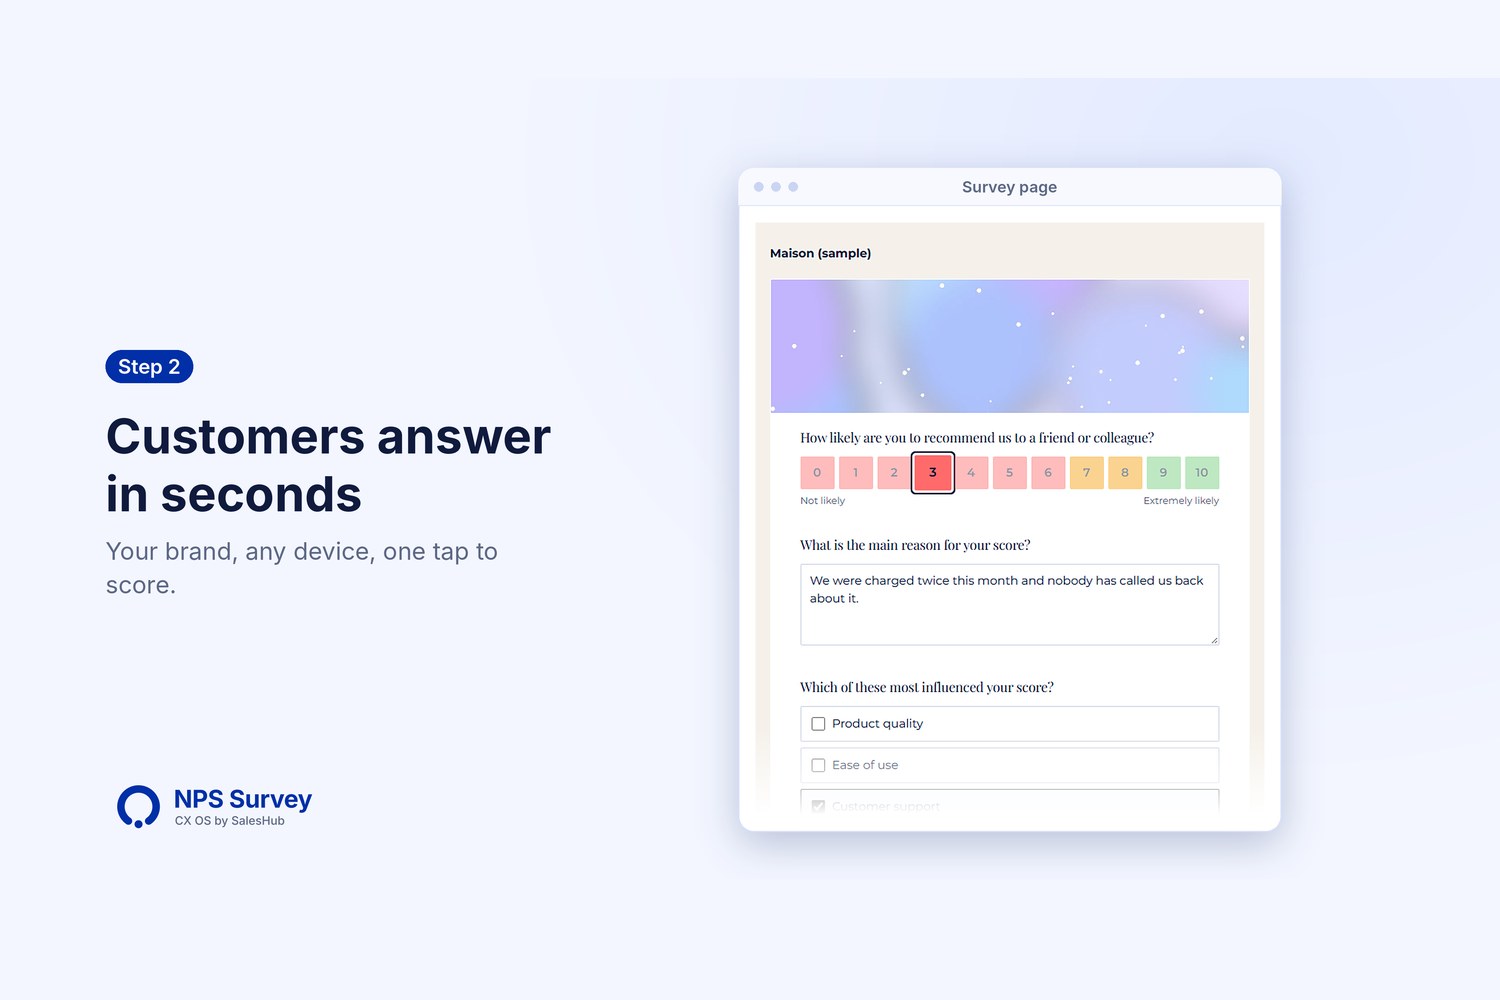 Step 2
Customers answer
in seconds
Your brand, any device, one tap to
score.
NPS Survey
CX OS by SalesHub
Survey page
Maison (sample)
How likely are you to recommend us to a friend or colleague?
0 1 2 3 4 5 6 7 8 9 10
Not likely Extremely likely
What is the main reason for your score?
We were charged twice this month and nobody has called us back
about it.
Which of these most influenced your score?
Product quality
Ease of use
Customer support